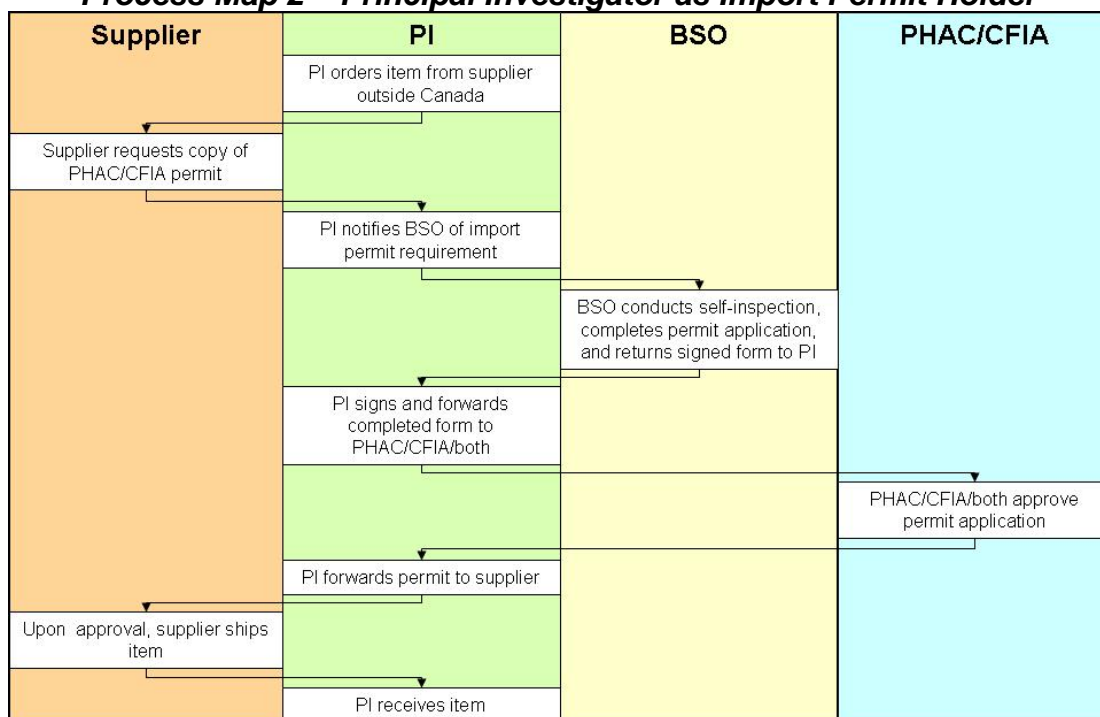 Process Map 2 – Principal Investigator as Import Permit Holder
Supplier PI BSO PHAC/CFIA
PI orders item from supplier
outside Canada
Supplier requests copy of
PHAC/CFIA permit
PI notifies BSO of import
permit requirement
BSO conducts self-inspection,
completes permit application,
and returns signed form to PI
PI signs and forwards
completed form to
PHAC/CFIA/both
PHAC/CFIA/both approve
permit application
PI forwards permit to supplier
Upon approval, supplier ships
item
PI receives item